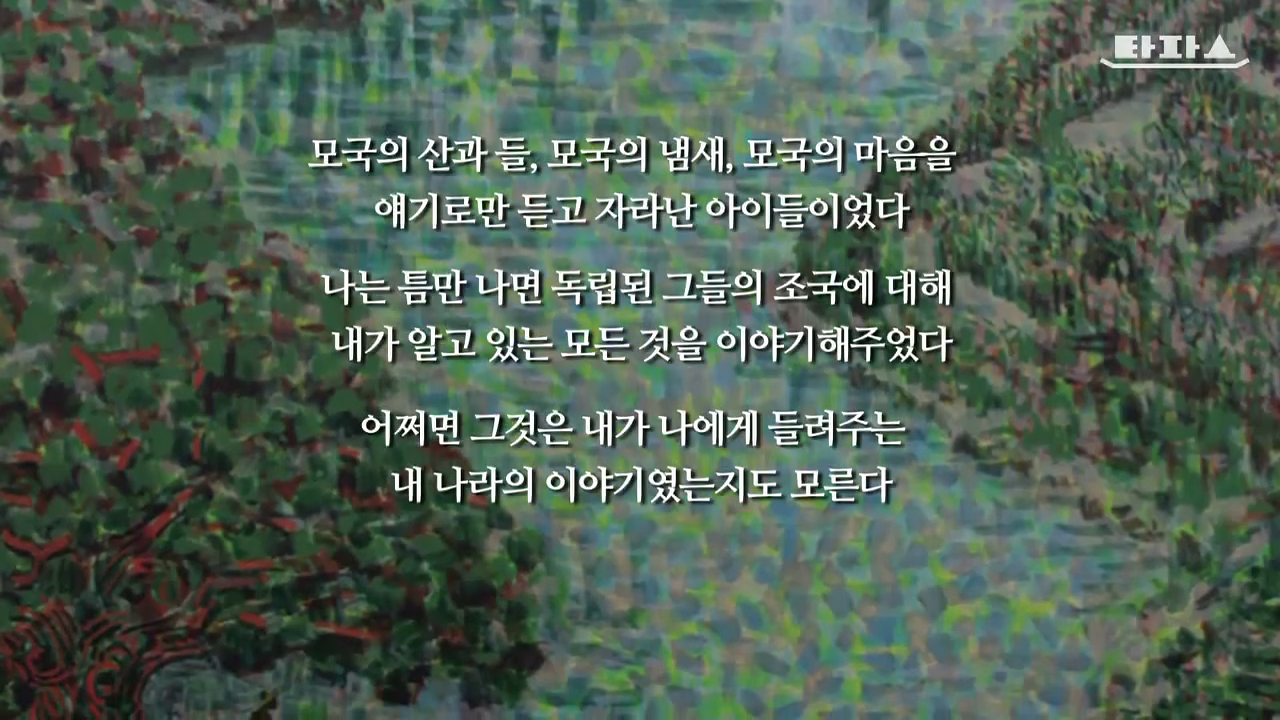 타파스
모국의 산과 들, 모국의 냄새, 모국의 마음을
얘기로만 듣고 자라난 아이들이었다
나는 틈만 나면 독립된 그들의 조국에 대해
내가 알고 있는 모든 것을 이야기해주었다
어쩌면 그것은 내가 나에게 들려주는
내 나라의 이야기였는지도 모른다